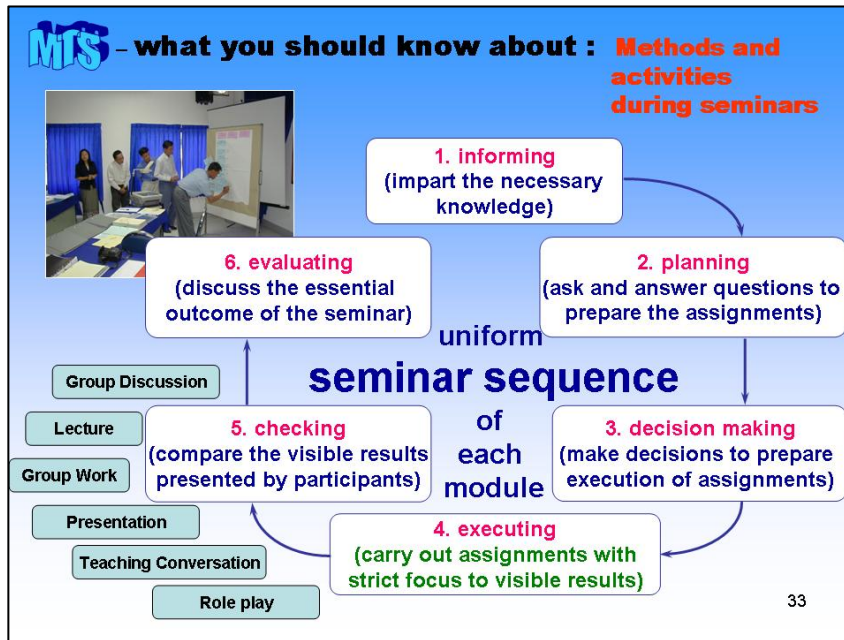 MTS – what you should know about : Methods and
activities
during seminars
1. informing
(impart the necessary
knowledge)
2. planning
(ask and answer questions to
prepare the assignments)
3. decision making
(make decisions to prepare
execution of assignments)
4. executing
(carry out assignments with
strict focus to visible results)
5. checking
(compare the visible results
presented by participants)
6. evaluating
(discuss the essential
outcome of the seminar)
uniform
seminar sequence
of
each
module
Group Discussion
Lecture
Group Work
Presentation
Teaching Conversation
Role play
33